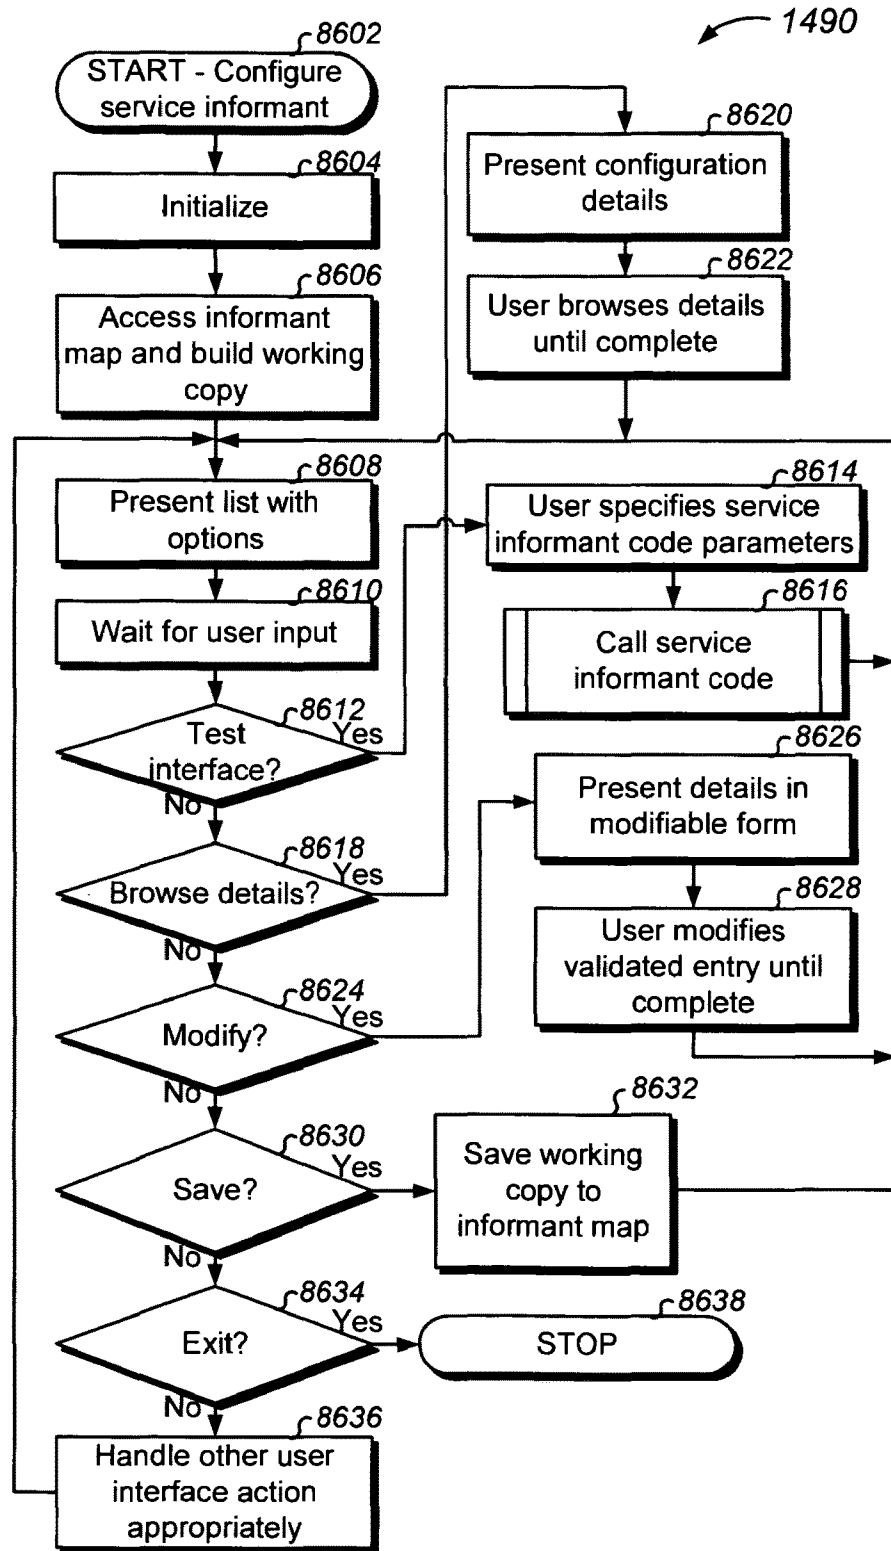 1490
8602
START - Configure
service informant
8604
Initialize
8606
Access informant
map and build working
copy
8608
Present list with
options
8610
Wait for user input
8612
Test
interface?
Yes
No
8614
User specifies service
informant code parameters
8616
Call service
informant code
8618
Browse details?
Yes
No
8620
Present configuration
details
8622
User browses details
until complete
8624
Modify?
Yes
No
8626
Present details in
modifiable form
8628
User modifies
validated entry until
complete
8630
Save?
Yes
No
8632
Save working
copy to
informant map
8634
Exit?
Yes
No
8638
STOP
8636
Handle other user
interface action
appropriately